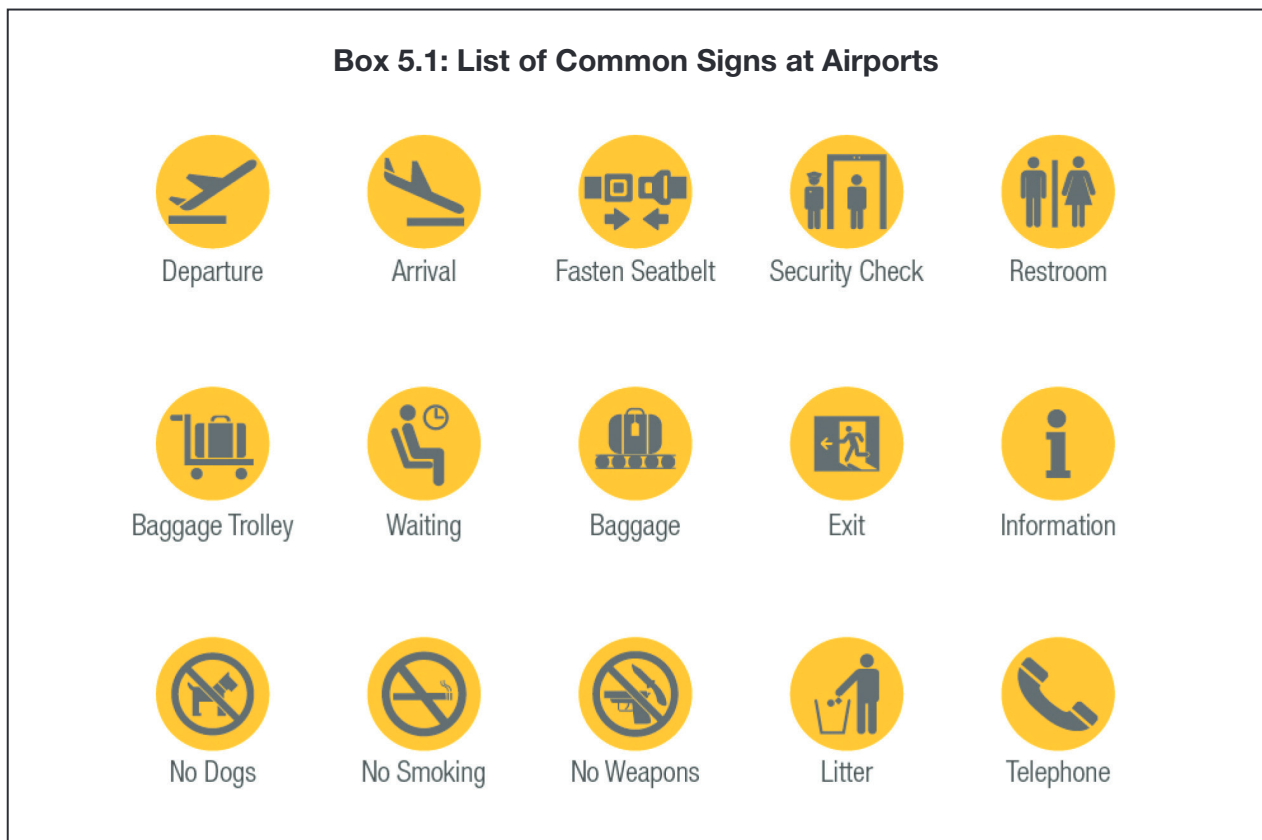 Box 5.1: List of Common Signs at Airports
Departure
Arrival
Fasten Seatbelt
Security Check
Restroom
Baggage Trolley
Waiting
Baggage
Exit
Information
No Dogs
No Smoking
No Weapons
Litter
Telephone